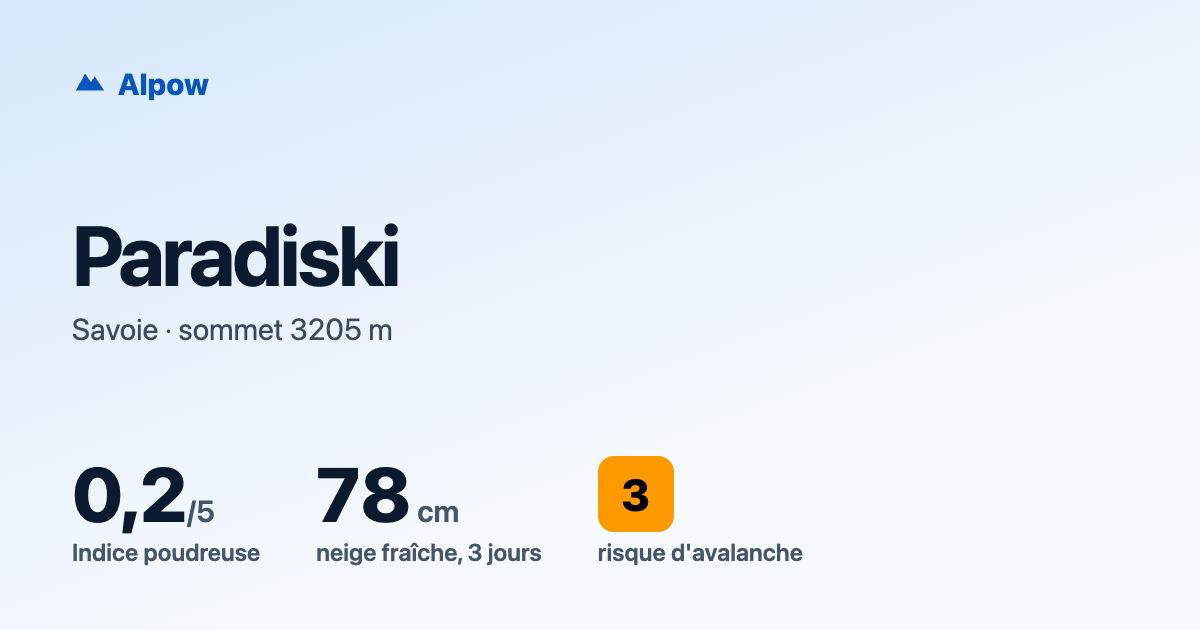 Alpow
Paradiski
Savoie · sommet 3205 m
0,2/5
Indice poudreuse
78 cm
neige fraîche, 3 jours
3
risque d'avalanche